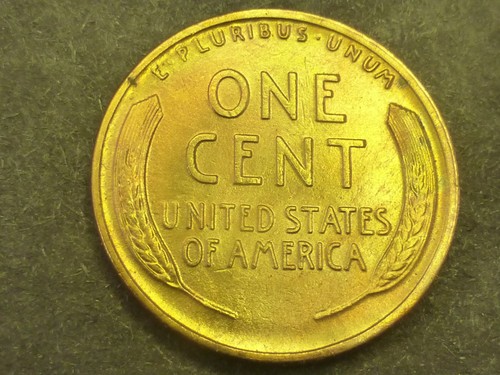 E·PLURIBUS·UNUM
ONE
CENT
UNITED STATES
OF AMERICA